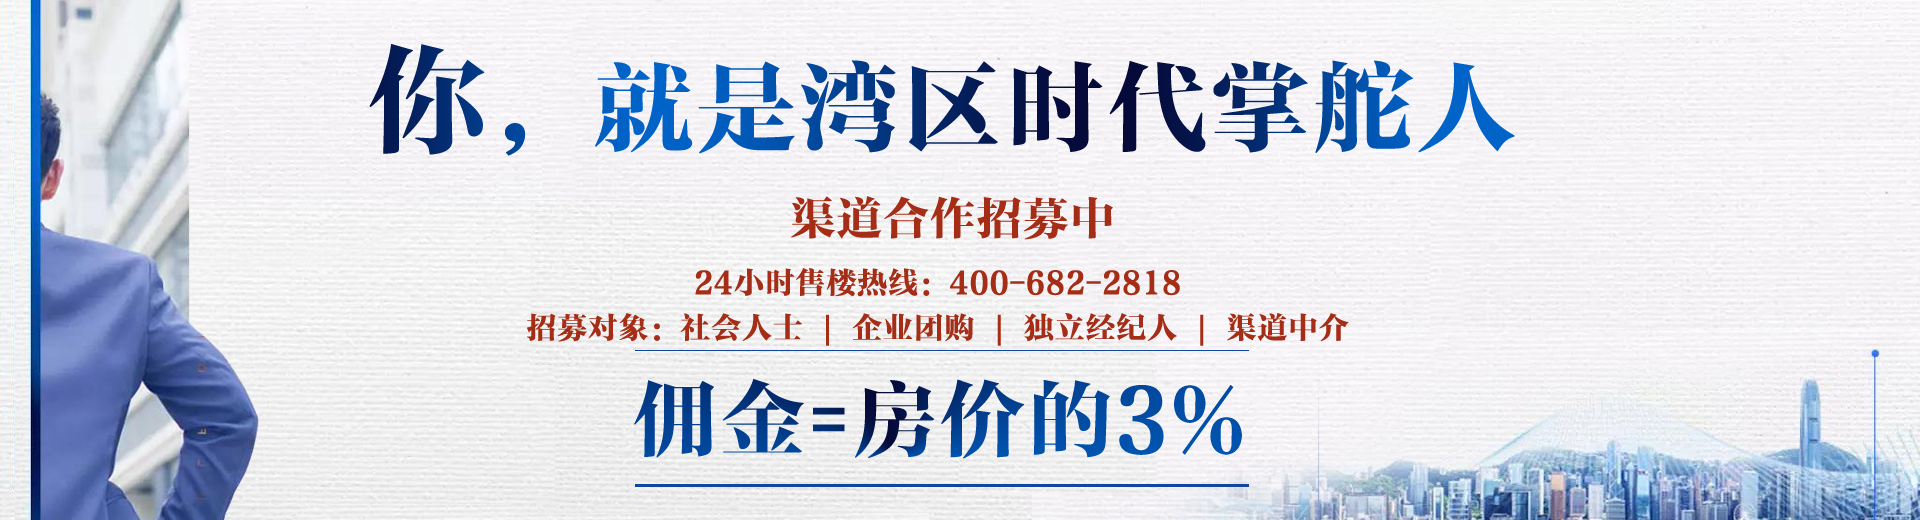 你，就是湾区时代掌舵人
渠道合作招募中
24小时售楼热线：400-682-2818
招募对象：社会人士 | 企业团购 | 独立经纪人 | 渠道中介
佣金=房价的3%